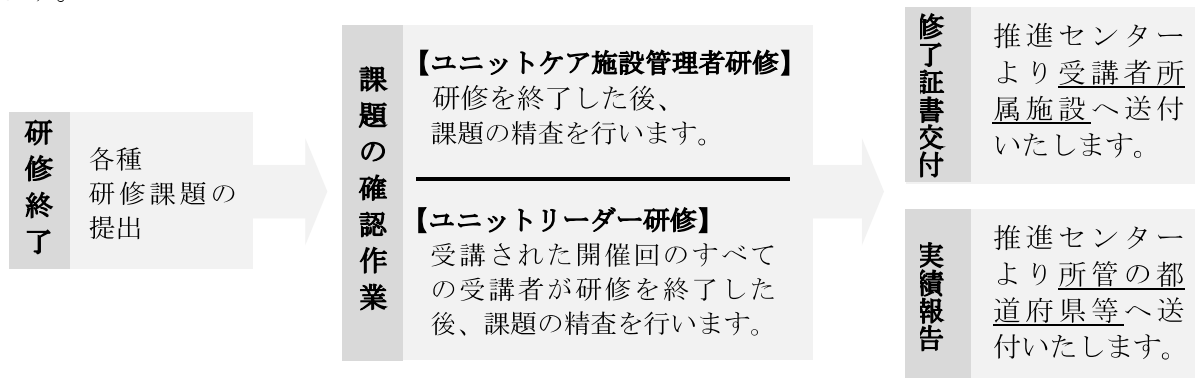 研修終了
各種
研修課題の
提出
課題の確認作業
【ユニットケア施設管理者研修】
研修を終了した後、
課題の精査を行います。
【ユニットリーダー研修】
受講された開催回のすべて
の受講者が研修を終了した
後、課題の精査を行います。
修了証書交付
推進センター
より受講者所
属施設へ送付
いたします。
実績報告
推進センター
より所管の都
道府県等へ送
付いたします。